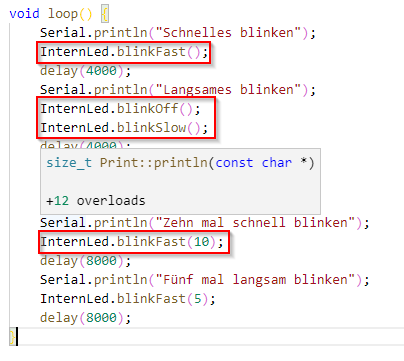 void loop() {
Serial.println("Schnelles blinken");
InternLed.blinkFast();
delay(4000);
Serial.println("Langsames blinken");
InternLed.blinkOff();
InternLed.blinkSlow();
delay(4000);
size_t Print::println(const char *)
+12 overloads
Serial.println("Zehn mal schnell blinken");
InternLed.blinkFast(10);
delay(8000);
Serial.println("Fünf mal langsam blinken");
InternLed.blinkFast(5);
delay(8000);
}